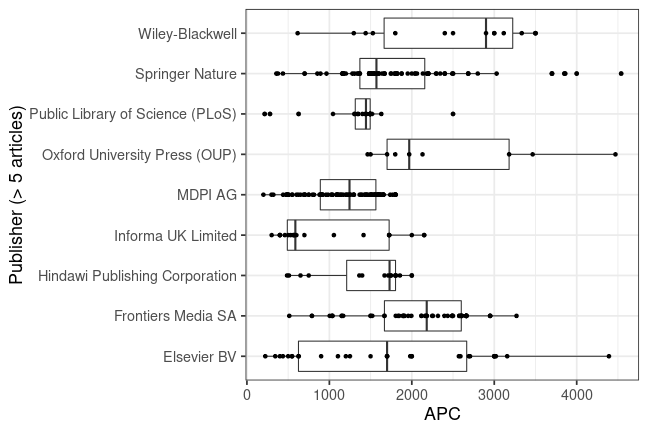 Publisher (> 5 articles)
Wiley-Blackwell
Springer Nature
Public Library of Science (PLoS)
Oxford University Press (OUP)
MDPI AG
Informa UK Limited
Hindawi Publishing Corporation
Frontiers Media SA
Elsevier BV
0 1000 2000 3000 4000
APC